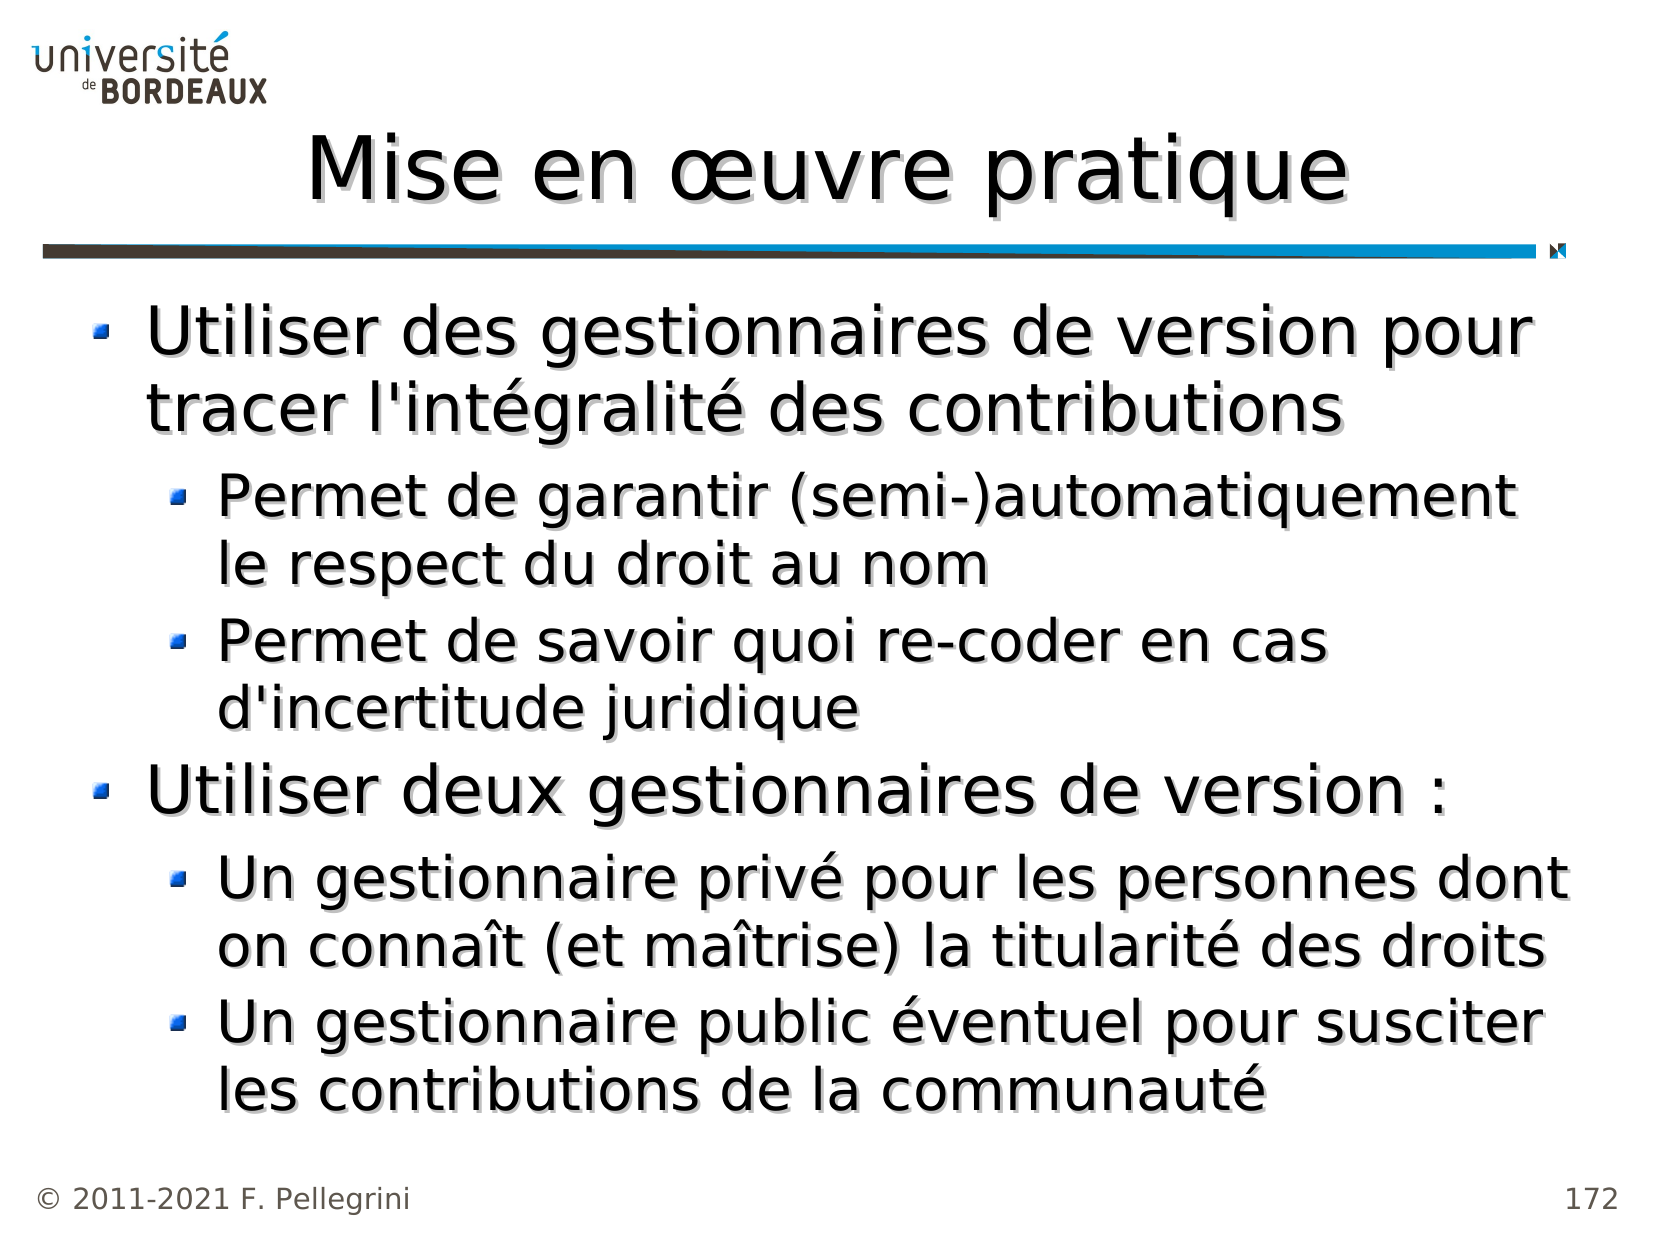 université
de BORDEAUX
Mise en œuvre pratique
Utiliser des gestionnaires de version pour
tracer l'intégralité des contributions
Permet de garantir (semi-)automatiquement
le respect du droit au nom
Permet de savoir quoi re-coder en cas
d'incertitude juridique
Utiliser deux gestionnaires de version :
Un gestionnaire privé pour les personnes dont
on connaît (et maîtrise) la titularité des droits
Un gestionnaire public éventuel pour susciter
les contributions de la communauté
© 2011-2021 F. Pellegrini
172